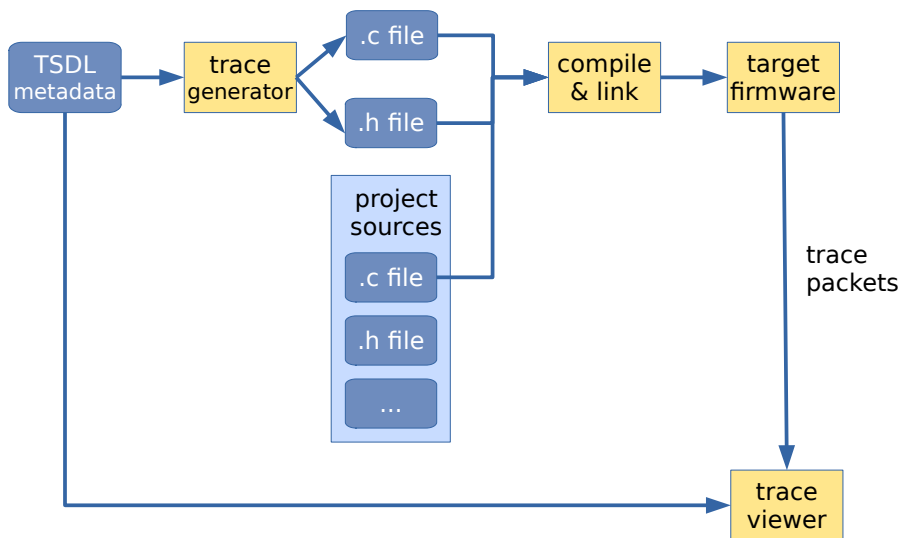 TSDL
metadata
trace
generator
.c file
.h file
compile
& link
target
firmware
project
sources
.c file
.h file
...
trace
packets
trace
viewer